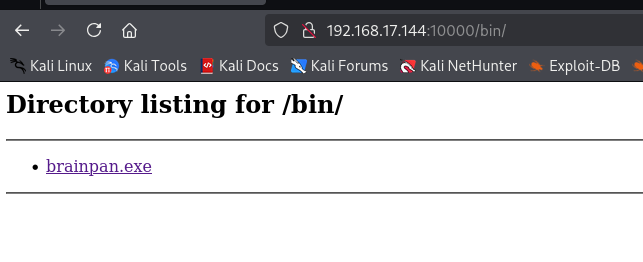 192.168.17.144:10000/bin/
Kali Linux Kali Tools Kali Docs Kali Forums Kali NetHunter Exploit-DB
Directory listing for /bin/
• brainpan.exe